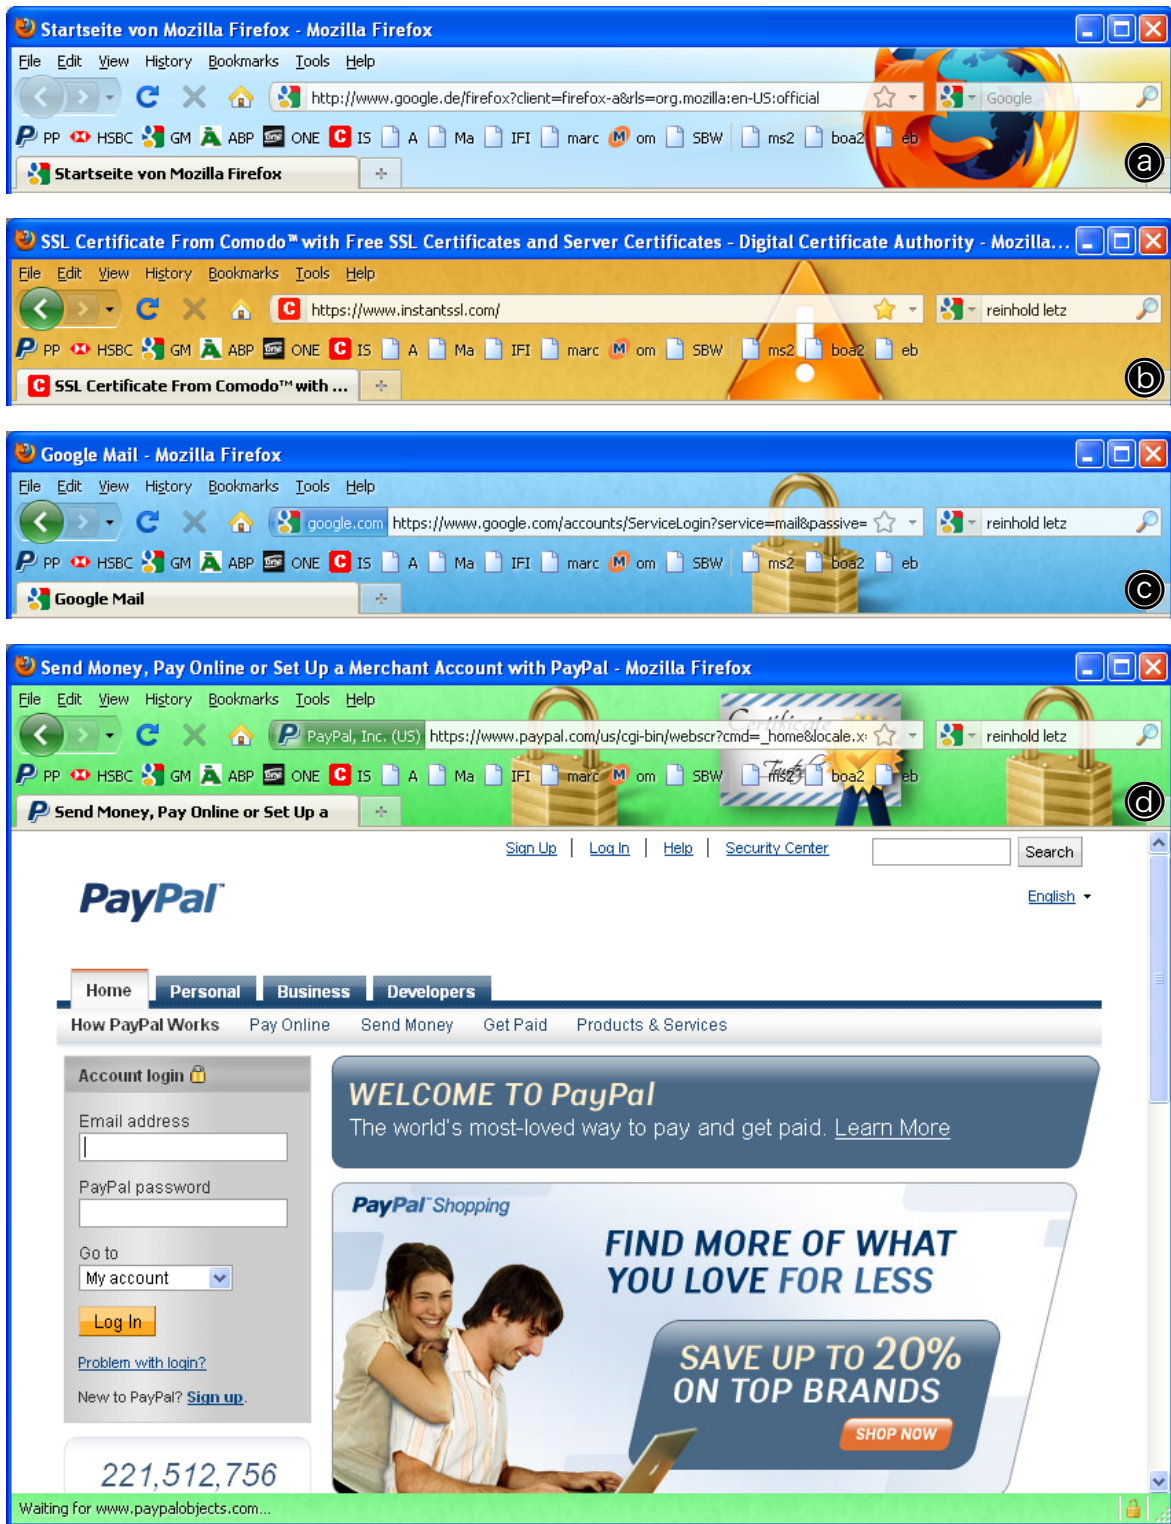 Startseite von Mozilla Firefox - Mozilla Firefox
File Edit View History Bookmarks Tools Help
http://www.google.de/firefox?client=firefox-a&rls=org.mozilla:en-US:official Google
PP HSBC GM ABP ONE IS A Ma IFI marc om SBW ms2 boa2 eb
Startseite von Mozilla Firefox
a
SSL Certificate From Comodo™ with Free SSL Certificates and Server Certificates - Digital Certificate Authority - Mozilla...
File Edit View History Bookmarks Tools Help
https://www.instantssl.com/ reinhold letz
PP HSBC GM ABP ONE IS A Ma IFI marc om SBW ms2 boa2 eb
SSL Certificate From Comodo™ with ...
b
Google Mail - Mozilla Firefox
File Edit View History Bookmarks Tools Help
google.com https://www.google.com/accounts/ServiceLogin?service=mail&passive= reinhold letz
PP HSBC GM ABP ONE IS A Ma IFI marc om SBW ms2 boa2 eb
Google Mail
c
Send Money, Pay Online or Set Up a Merchant Account with PayPal - Mozilla Firefox
File Edit View History Bookmarks Tools Help
Certificate
PayPal, Inc. (US) https://www.paypal.com/us/cgi-bin/webscr?cmd=_home&locale.x: reinhold letz
PP HSBC GM ABP ONE IS A Ma IFI marc om SBW ms2 boa2 eb
Send Money, Pay Online or Set Up a
d
Sign Up Log In Help Security Center Search
PayPal™ English
Home Personal Business Developers
How PayPal Works Pay Online Send Money Get Paid Products & Services
Account login
Email address
PayPal password
Go to
My account
Log In
Problem with login?
New to PayPal? Sign up.
221,512,756
WELCOME TO PayPal
The world's most-loved way to pay and get paid. Learn More
PayPal™ Shopping
FIND MORE OF WHAT
YOU LOVE FOR LESS
SAVE UP TO 20%
ON TOP BRANDS
SHOP NOW
Waiting for www.paypalobjects.com...